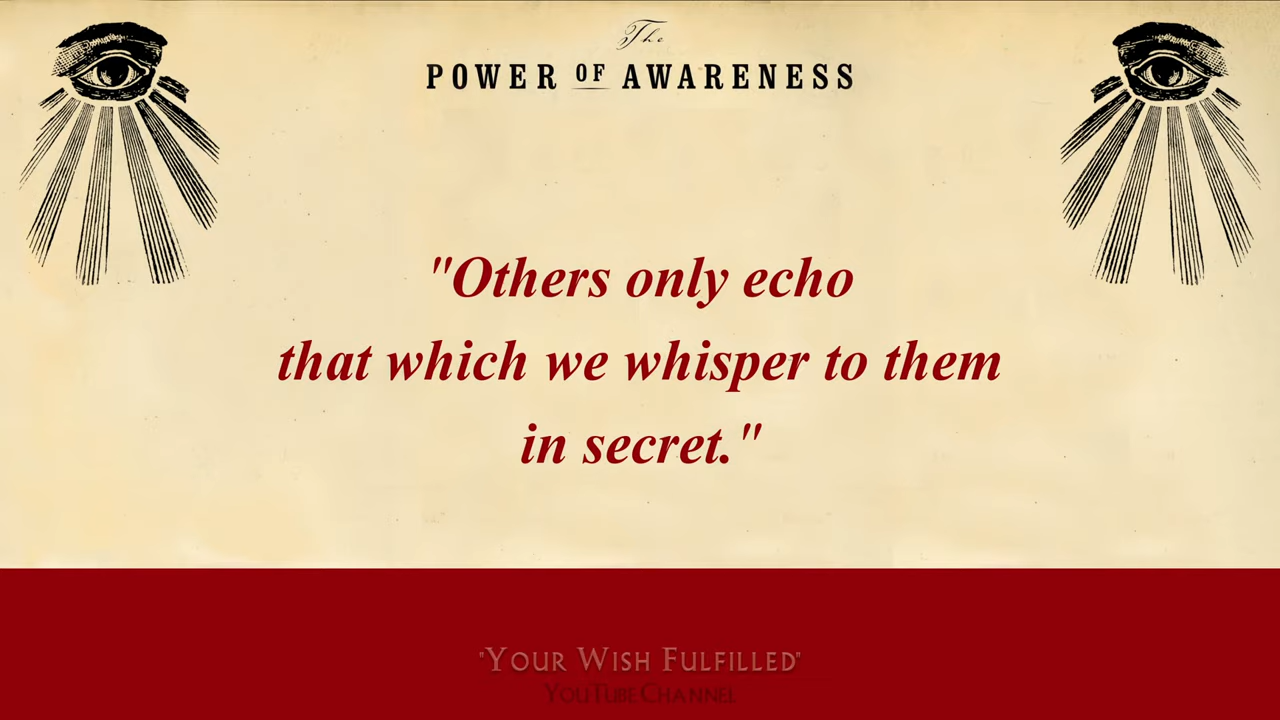 The
POWER OF AWARENESS
"Others only echo
that which we whisper to them
in secret."
"YOUR WISH FULFILLED"
YOUTUBE CHANNEL